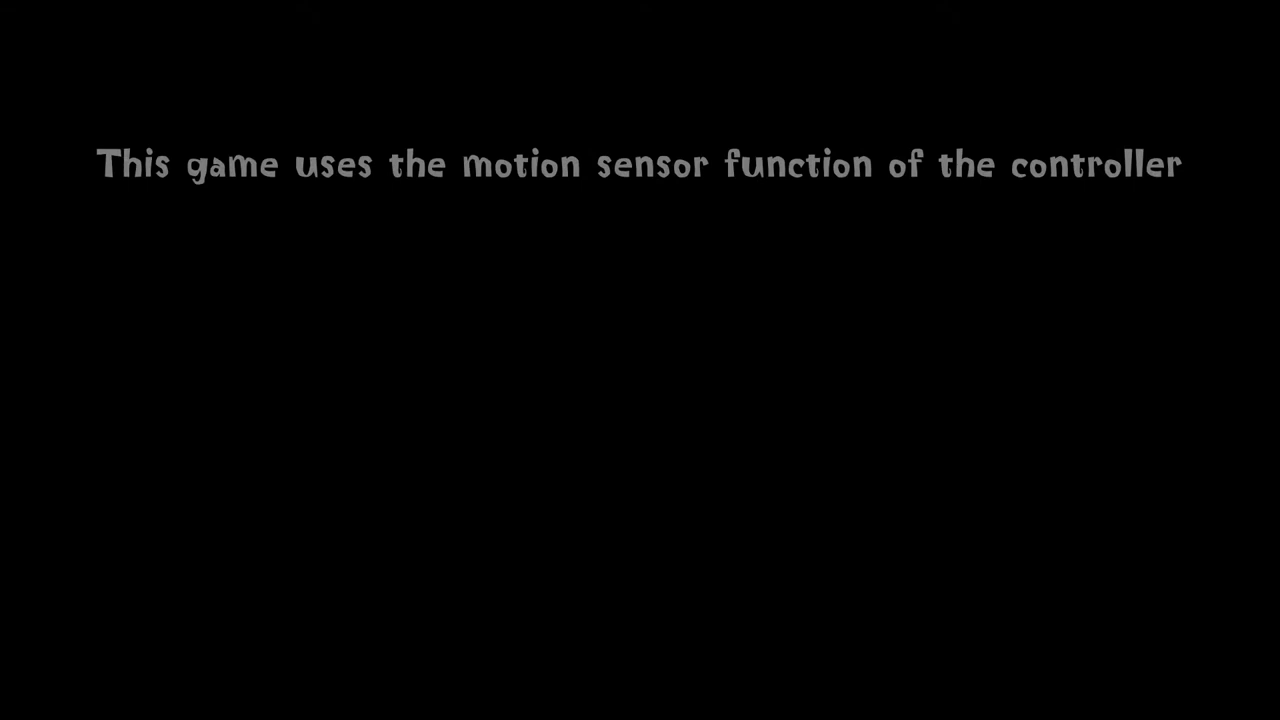 This game uses the motion sensor function of the controller